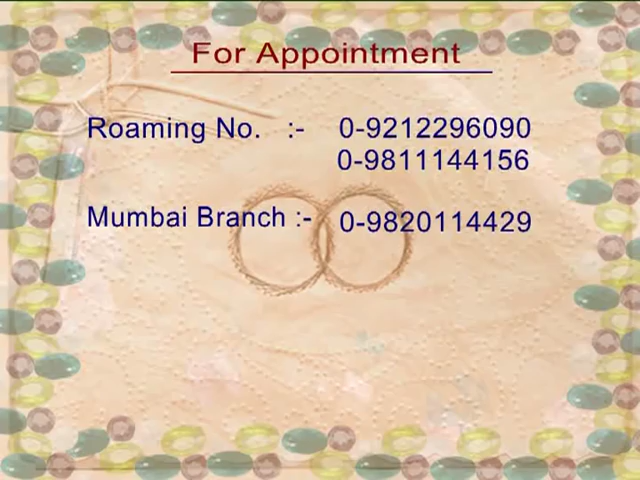 For Appointment
Roaming No. :- 0-9212296090
0-9811144156
Mumbai Branch :- 0-9820114429